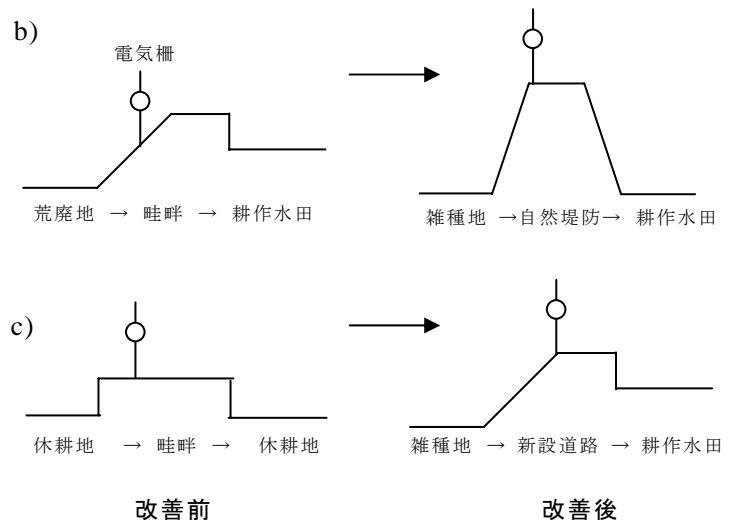 b)
電気柵
荒廃地 → 畦畔 → 耕作水田
雑種地 →自然堤防→ 耕作水田
c)
休耕地 → 畦畔 → 休耕地
雑種地 → 新設道路 → 耕作水田
改善前
改善後